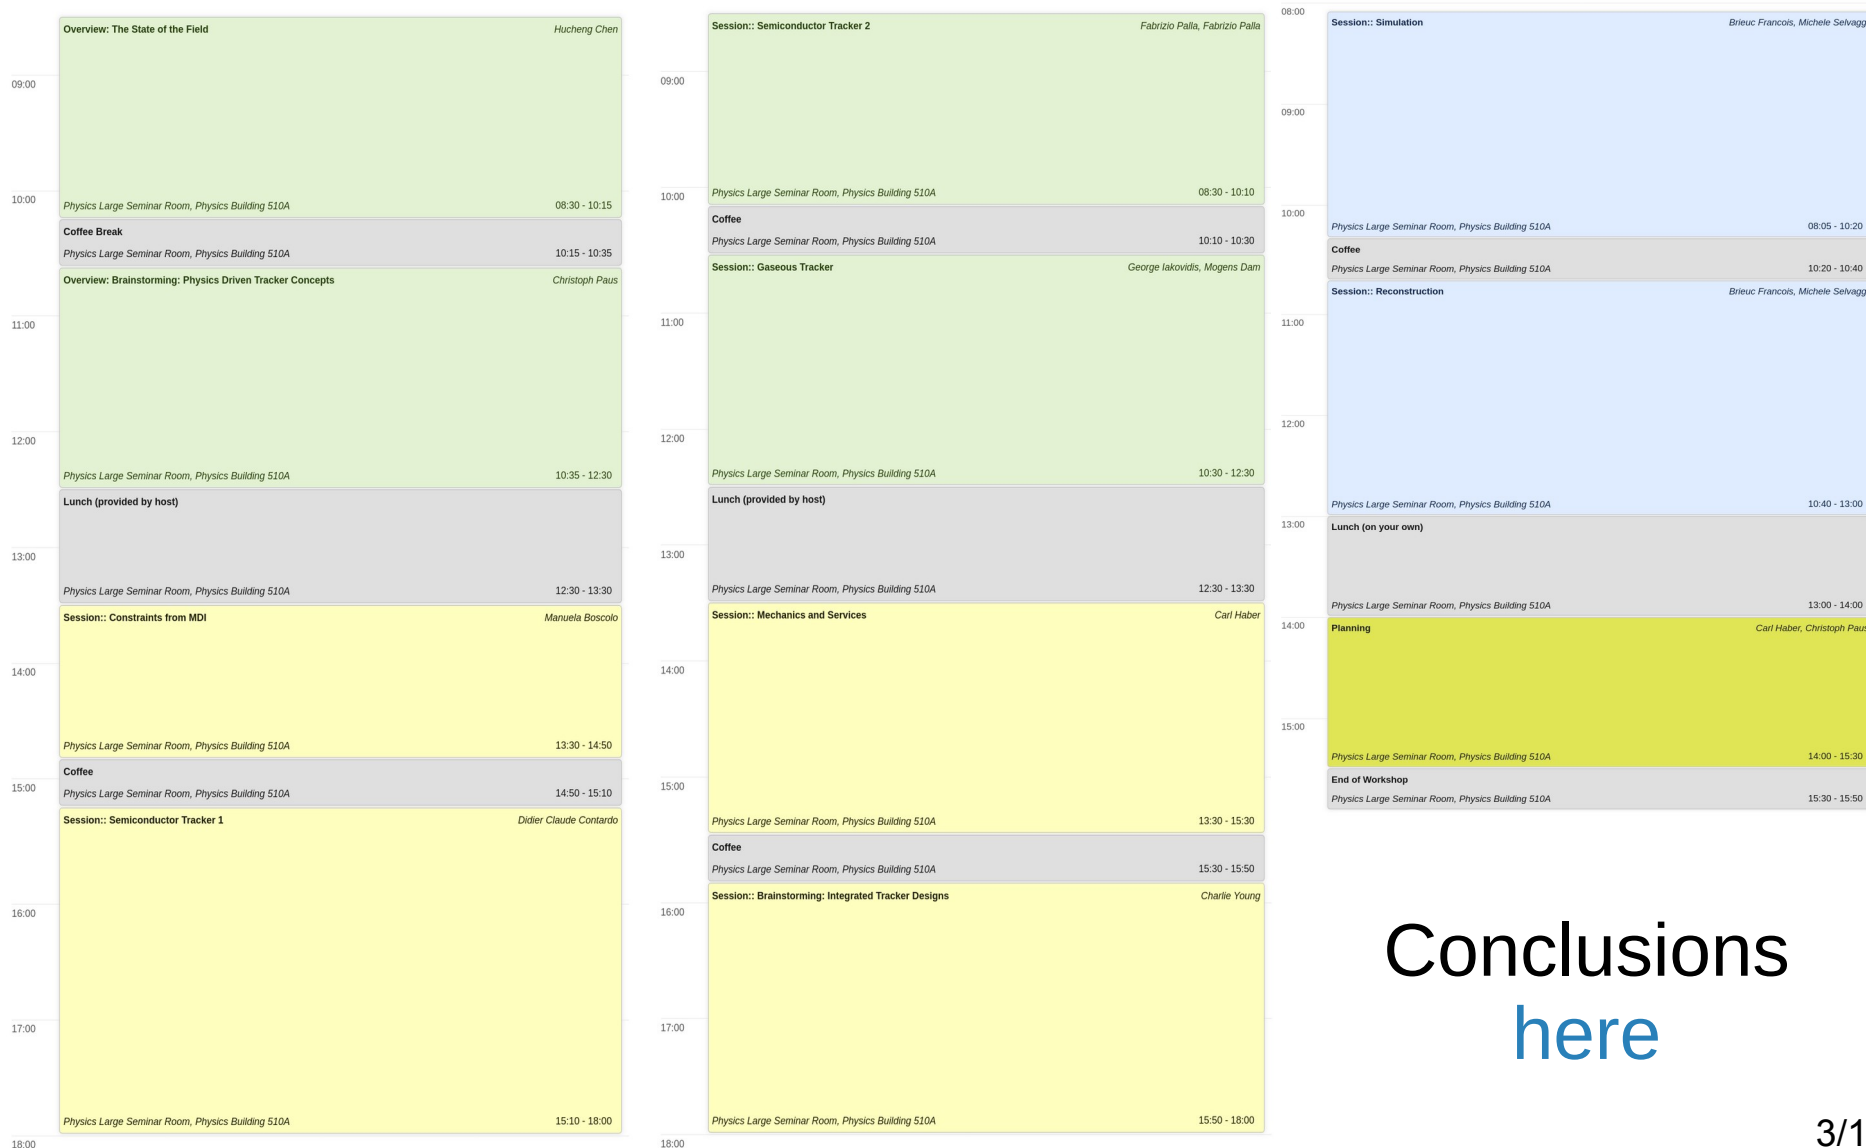 Overview: The State of the Field Hucheng Chen
09:00
10:00
Physics Large Seminar Room, Physics Building 510A 08:30 - 10:15
Coffee Break
Physics Large Seminar Room, Physics Building 510A 10:15 - 10:35
Overview: Brainstorming: Physics Driven Tracker Concepts Christoph Paus
11:00
12:00
Physics Large Seminar Room, Physics Building 510A 10:35 - 12:30
Lunch (provided by host)
13:00
Physics Large Seminar Room, Physics Building 510A 12:30 - 13:30
Session:: Constraints from MDI Manuela Boscolo
14:00
Physics Large Seminar Room, Physics Building 510A 13:30 - 14:50
Coffee
15:00
Physics Large Seminar Room, Physics Building 510A 14:50 - 15:10
Session:: Semiconductor Tracker 1 Didier Claude Contardo
16:00
17:00
Physics Large Seminar Room, Physics Building 510A 15:10 - 18:00
18:00
Session:: Semiconductor Tracker 2 Fabrizio Palla, Fabrizio Palla
09:00
10:00
Physics Large Seminar Room, Physics Building 510A 08:30 - 10:10
Coffee
Physics Large Seminar Room, Physics Building 510A 10:10 - 10:30
Session:: Gaseous Tracker George Iakovidis, Mogens Dam
11:00
12:00
Physics Large Seminar Room, Physics Building 510A 10:30 - 12:30
Lunch (provided by host)
13:00
Physics Large Seminar Room, Physics Building 510A 12:30 - 13:30
Session:: Mechanics and Services Carl Haber
14:00
15:00
Physics Large Seminar Room, Physics Building 510A 13:30 - 15:30
Coffee
Physics Large Seminar Room, Physics Building 510A 15:30 - 15:50
Session:: Brainstorming: Integrated Tracker Designs Charlie Young
16:00
17:00
Physics Large Seminar Room, Physics Building 510A 15:50 - 18:00
18:00
08:00
Session:: Simulation Brieuc Francois, Michele Selvagg
09:00
10:00
Physics Large Seminar Room, Physics Building 510A 08:05 - 10:20
Coffee
Physics Large Seminar Room, Physics Building 510A 10:20 - 10:40
Session:: Reconstruction Brieuc Francois, Michele Selvagg
11:00
12:00
Physics Large Seminar Room, Physics Building 510A 10:40 - 13:00
13:00
Lunch (on your own)
Physics Large Seminar Room, Physics Building 510A 13:00 - 14:00
14:00
Planning Carl Haber, Christoph Paus
15:00
Physics Large Seminar Room, Physics Building 510A 14:00 - 15:30
End of Workshop
Physics Large Seminar Room, Physics Building 510A 15:30 - 15:50
Conclusions
here
3/1